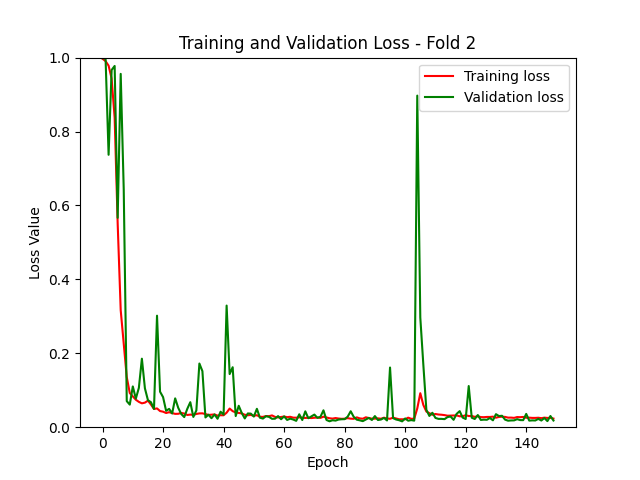 Training and Validation Loss - Fold 2
Training loss
Validation loss
1.0
0.8
0.6
0.4
0.2
0.0
Loss Value
0 20 40 60 80 100 120 140
Epoch